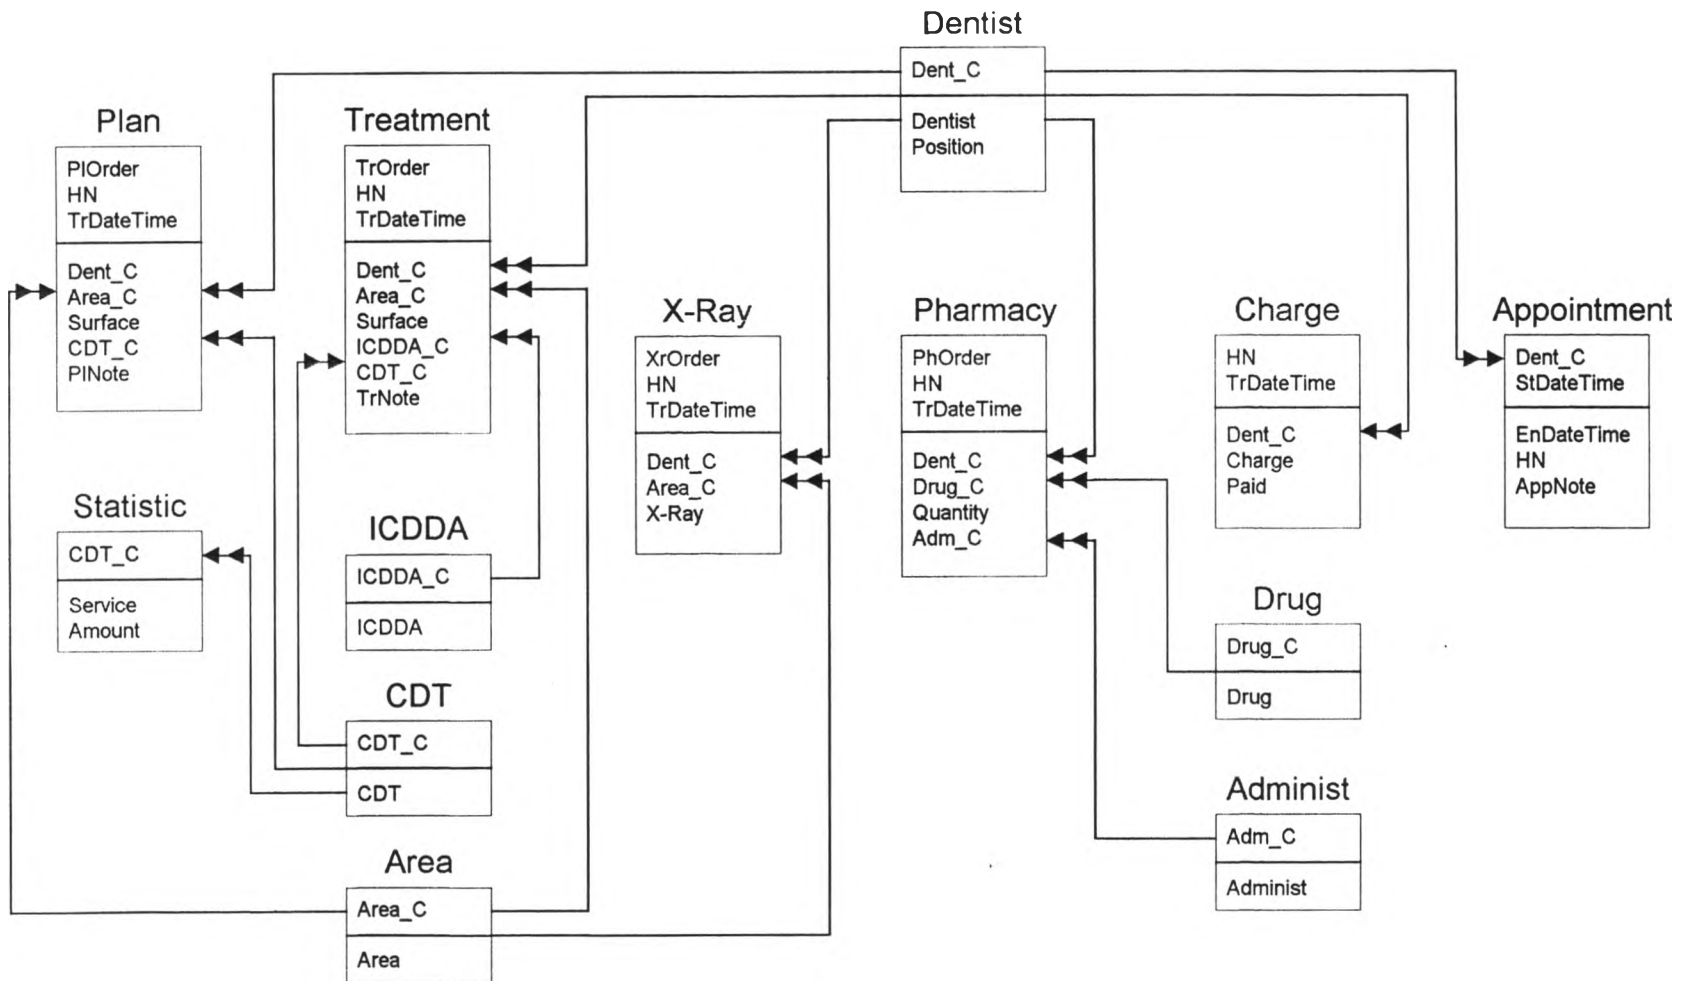 Dentist
Dent_C
Dentist
Position
Plan
PlOrder
HN
TrDateTime
Dent_C
Area_C
Surface
CDT_C
PlNote
Treatment
TrOrder
HN
TrDateTime
Dent_C
Area_C
Surface
ICDDA_C
CDT_C
TrNote
X-Ray
XrOrder
HN
TrDateTime
Dent_C
Area_C
X-Ray
Pharmacy
PhOrder
HN
TrDateTime
Dent_C
Drug_C
Quantity
Adm_C
Charge
HN
TrDateTime
Dent_C
Charge
Paid
Appointment
Dent_C
StDateTime
EnDateTime
HN
AppNote
Statistic
CDT_C
Service
Amount
ICDDA
ICDDA_C
ICDDA
Drug
Drug_C
Drug
CDT
CDT_C
CDT
Administ
Adm_C
Administ
Area
Area_C
Area